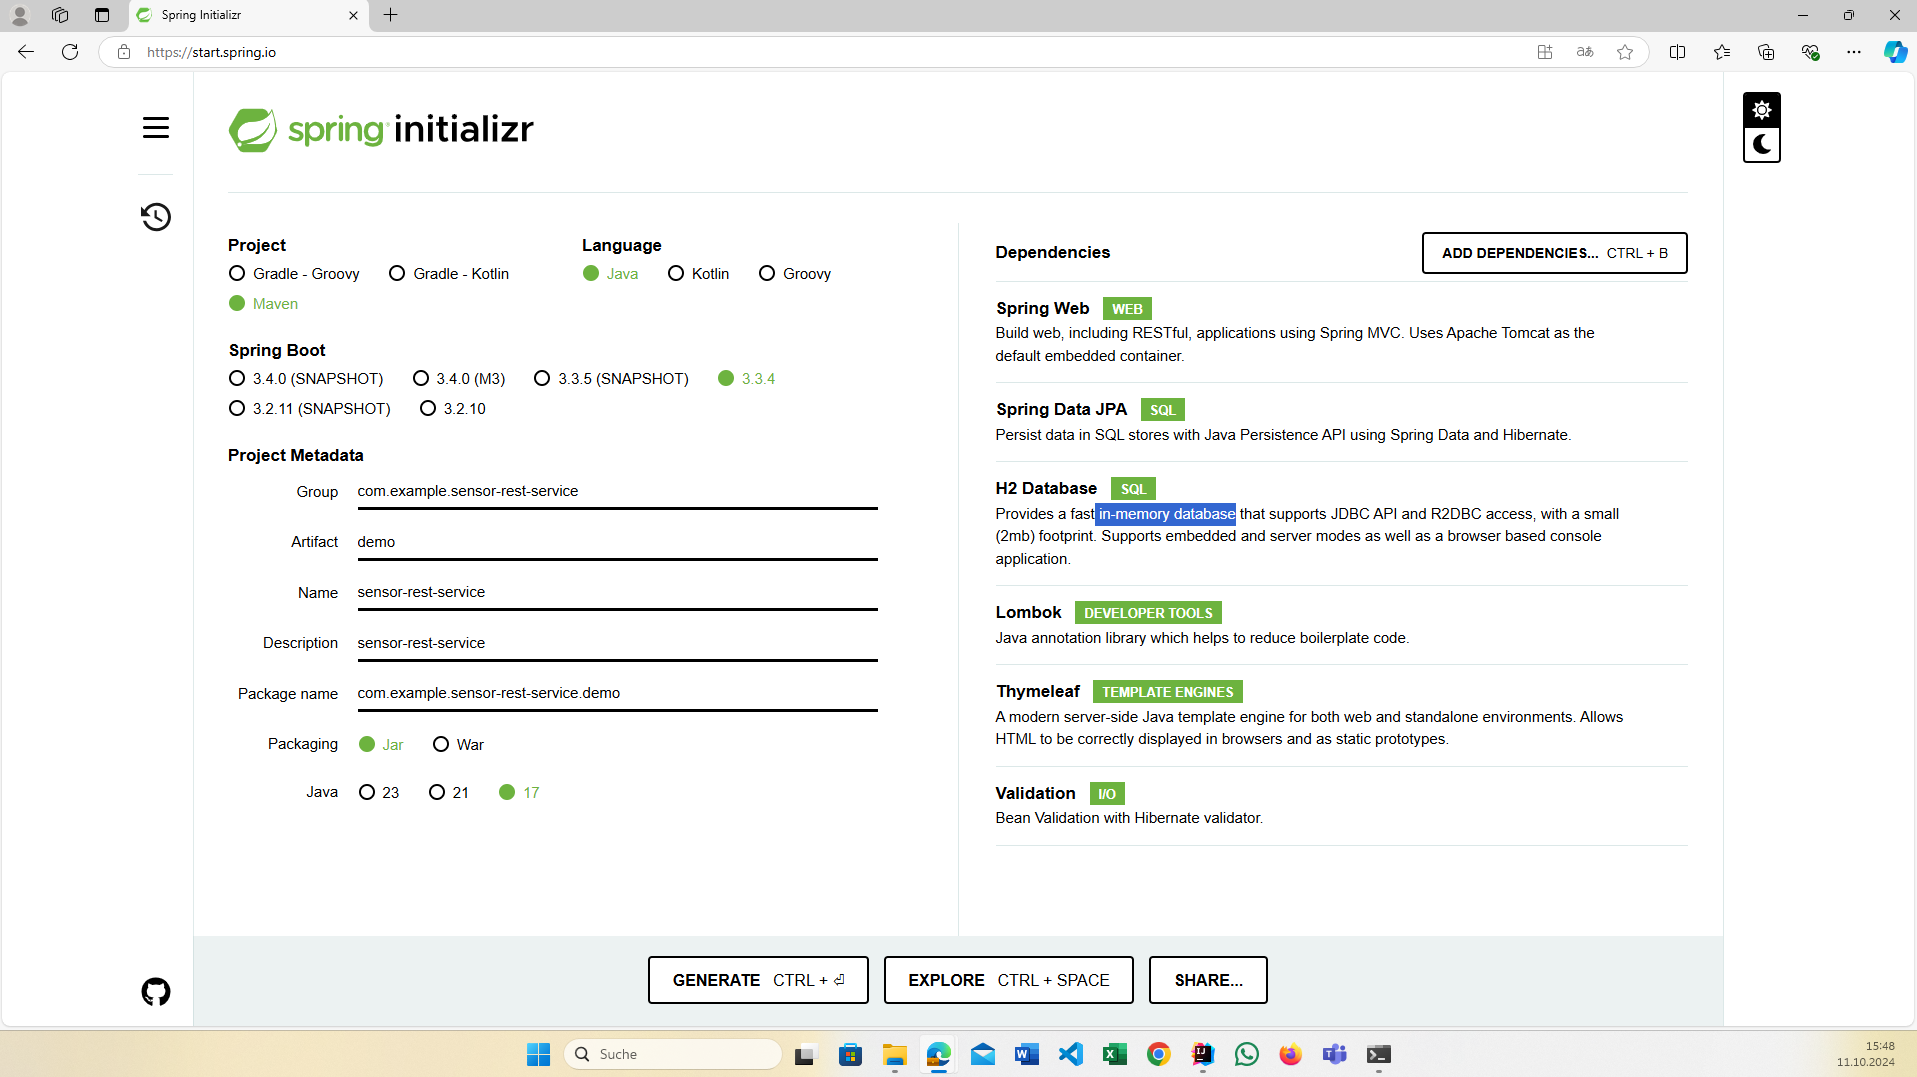 Spring Initializr
https://start.spring.io
spring initializr
Project
Gradle - Groovy
Gradle - Kotlin
Maven
Language
Java
Kotlin
Groovy
Spring Boot
3.4.0 (SNAPSHOT)
3.4.0 (M3)
3.3.5 (SNAPSHOT)
3.3.4
3.2.11 (SNAPSHOT)
3.2.10
Project Metadata
Group
com.example.sensor-rest-service
Artifact
demo
Name
sensor-rest-service
Description
sensor-rest-service
Package name
com.example.sensor-rest-service.demo
Packaging
Jar
War
Java
23
21
17
Dependencies
ADD DEPENDENCIES... CTRL + B
Spring Web WEB
Build web, including RESTful, applications using Spring MVC. Uses Apache Tomcat as the
default embedded container.
Spring Data JPA SQL
Persist data in SQL stores with Java Persistence API using Spring Data and Hibernate.
H2 Database SQL
Provides a fast in-memory database that supports JDBC API and R2DBC access, with a small
(2mb) footprint. Supports embedded and server modes as well as a browser based console
application.
Lombok DEVELOPER TOOLS
Java annotation library which helps to reduce boilerplate code.
Thymeleaf TEMPLATE ENGINES
A modern server-side Java template engine for both web and standalone environments. Allows
HTML to be correctly displayed in browsers and as static prototypes.
Validation I/O
Bean Validation with Hibernate validator.
GENERATE CTRL + ⏎
EXPLORE CTRL + SPACE
SHARE...
Suche
15:48
11.10.2024